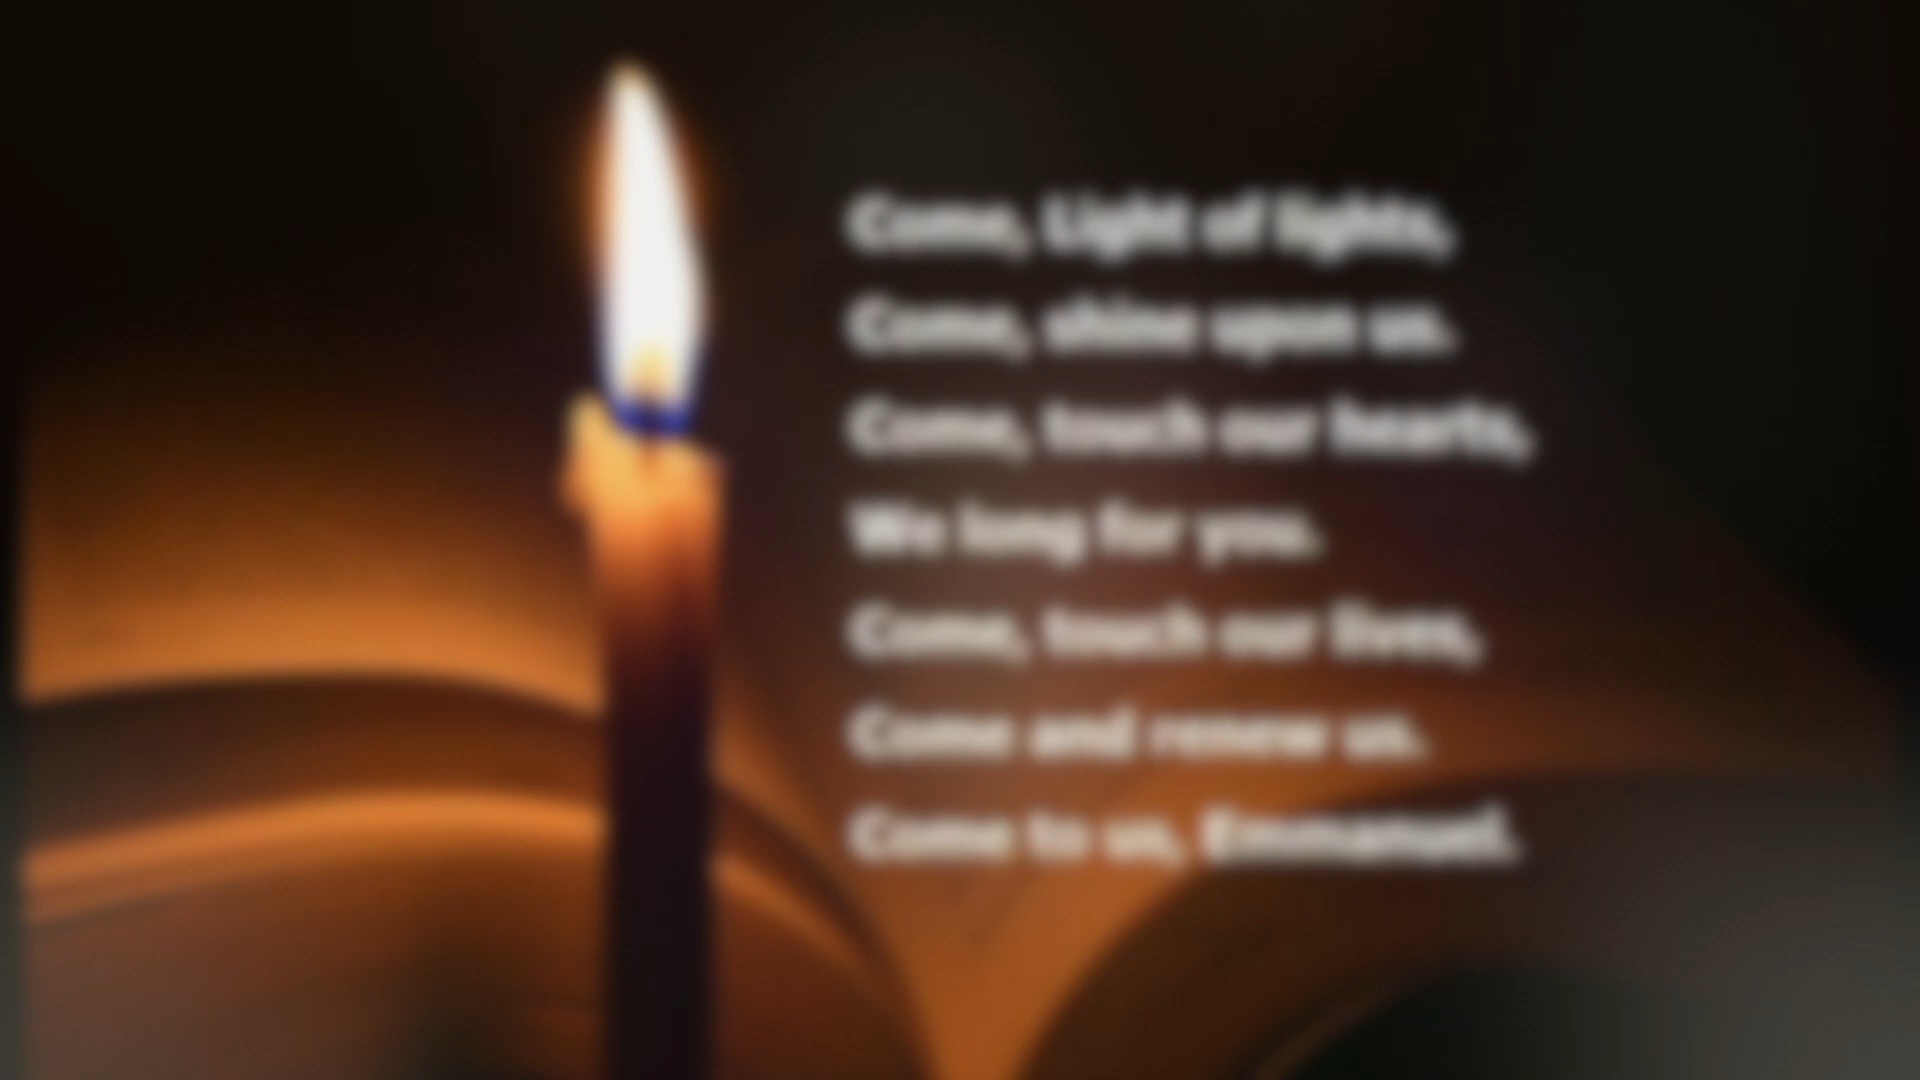 Come, Light of lights,
Come, shine upon us.
Come, touch our hearts,
We long for you.
Come, touch our lives,
Come and renew us.
Come to us, Emmanuel.